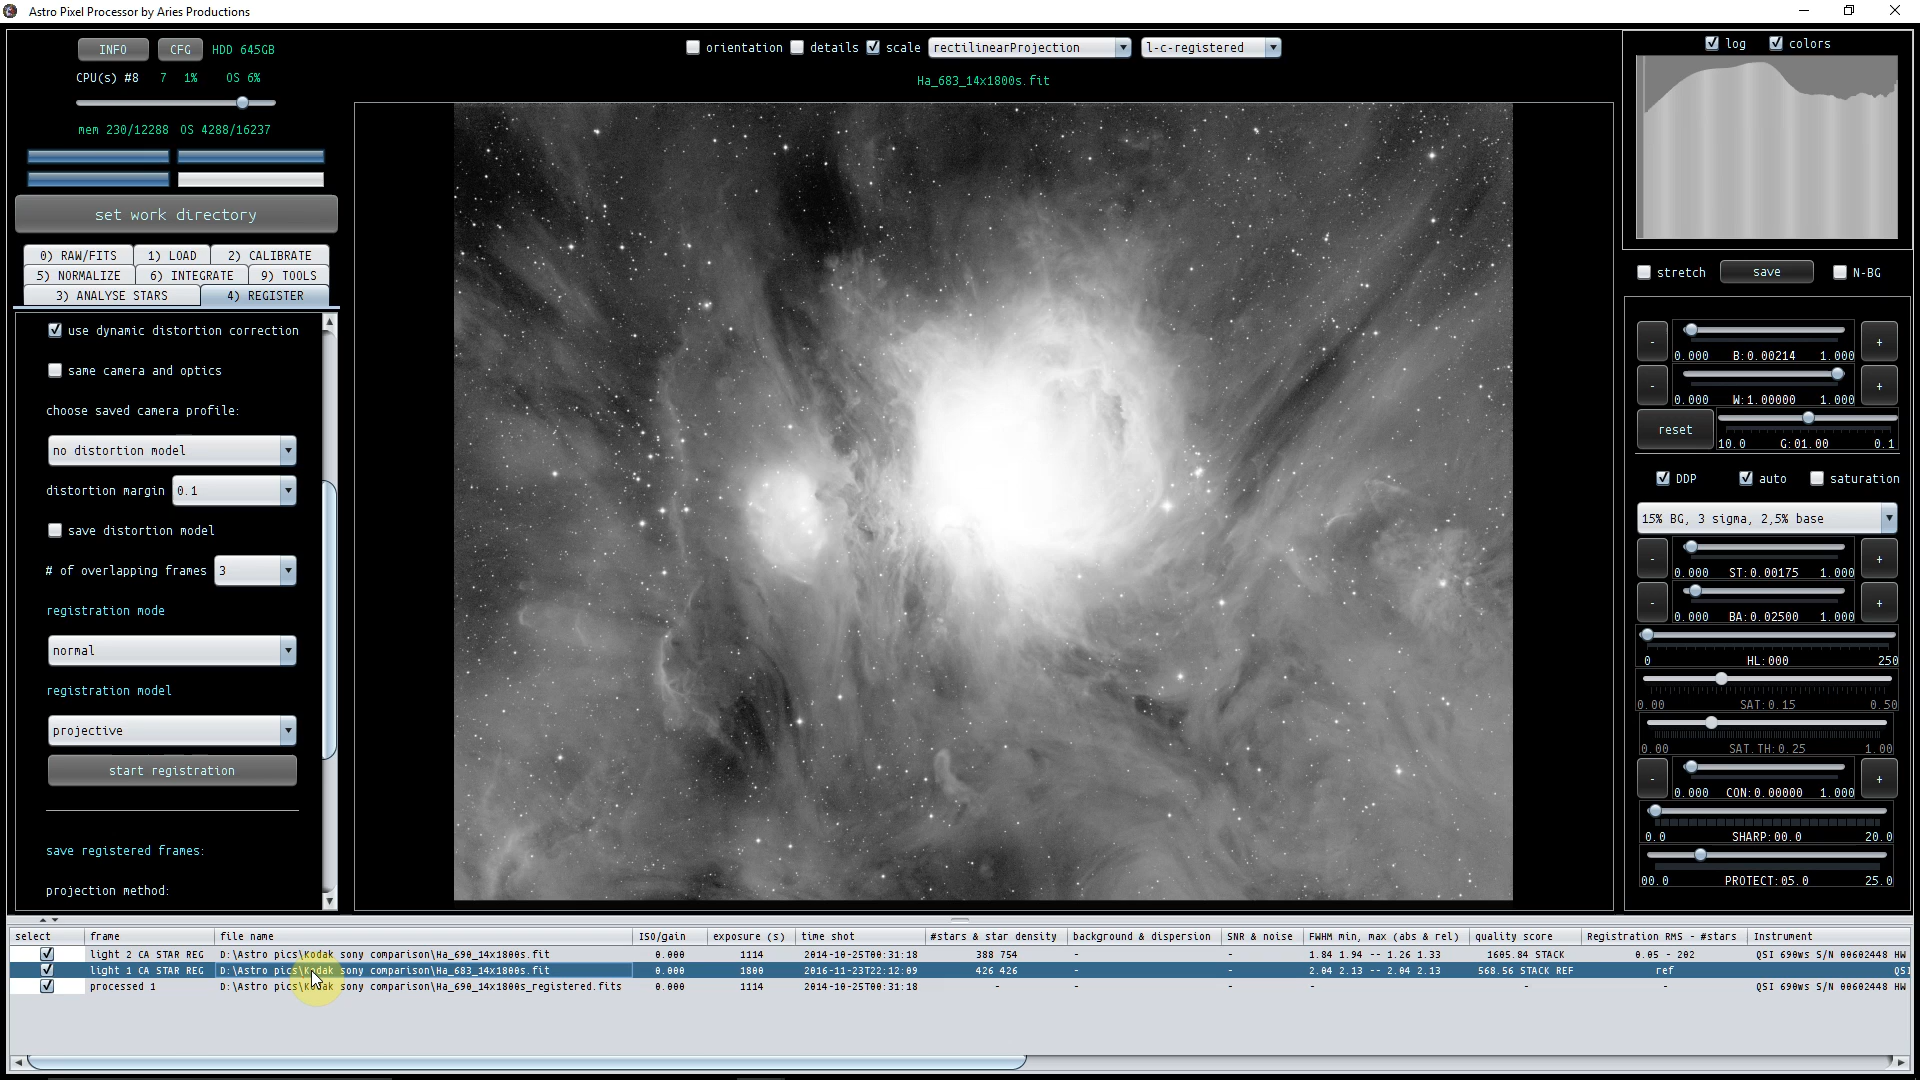 Astro Pixel Processor by Aries Productions
INFO CFG HDD 645GB
CPU(s) #8 7 1% OS 6%
mem 230/12288 OS 4288/16237
set work directory
0) RAW/FITS 1) LOAD 2) CALIBRATE
5) NORMALIZE 6) INTEGRATE 9) TOOLS
3) ANALYSE STARS 4) REGISTER
use dynamic distortion correction
same camera and optics
choose saved camera profile:
no distortion model
distortion margin 0.1
save distortion model
# of overlapping frames 3
registration mode
normal
registration model
projective
start registration
save registered frames:
projection method:
orientation details scale rectilinearProjection l-c-registered
Ha_683_14x1800s.fit
log colors
stretch save N-BG
0.000 B:0.00214 1.000
0.000 W:1.00000 1.000
reset 10.0 G:01.00 0.1
DDP auto saturation
15% BG, 3 sigma, 2,5% base
0.000 ST:0.00175 1.000
0.000 BA:0.02500 1.000
0 HL:000 250
0.00 SAT:0.15 0.50
0.00 SAT.TH:0.25 1.00
0.000 CON:0.00000 1.000
0.0 SHARP:00.0 20.0
00.0 PROTECT:05.0 25.0
select frame file name ISO/gain exposure (s) time shot #stars & star density background & dispersion SNR & noise FWHM min, max (abs & rel) quality score Registration RMS - #stars Instrument
light 2 CA STAR REG D:\Astro pics\Kodak sony comparison\Ha_690_14x1800s.fit 0.000 1114 2014-10-25T00:31:18 388 754 - - 1.84 1.94 -- 1.26 1.33 1605.84 STACK 0.05 - 202 QSI 690ws S/N 00602448 HW
light 1 CA STAR REG D:\Astro pics\Kodak sony comparison\Ha_683_14x1800s.fit 0.000 1800 2016-11-23T22:12:09 426 426 - - 2.04 2.13 -- 2.04 2.13 568.56 STACK REF ref QSI
processed 1 D:\Astro pics\Kodak sony comparison\Ha_690_14x1800s_registered.fits 0.000 1114 2014-10-25T00:31:18 - - - - - - QSI 690ws S/N 00602448 HW